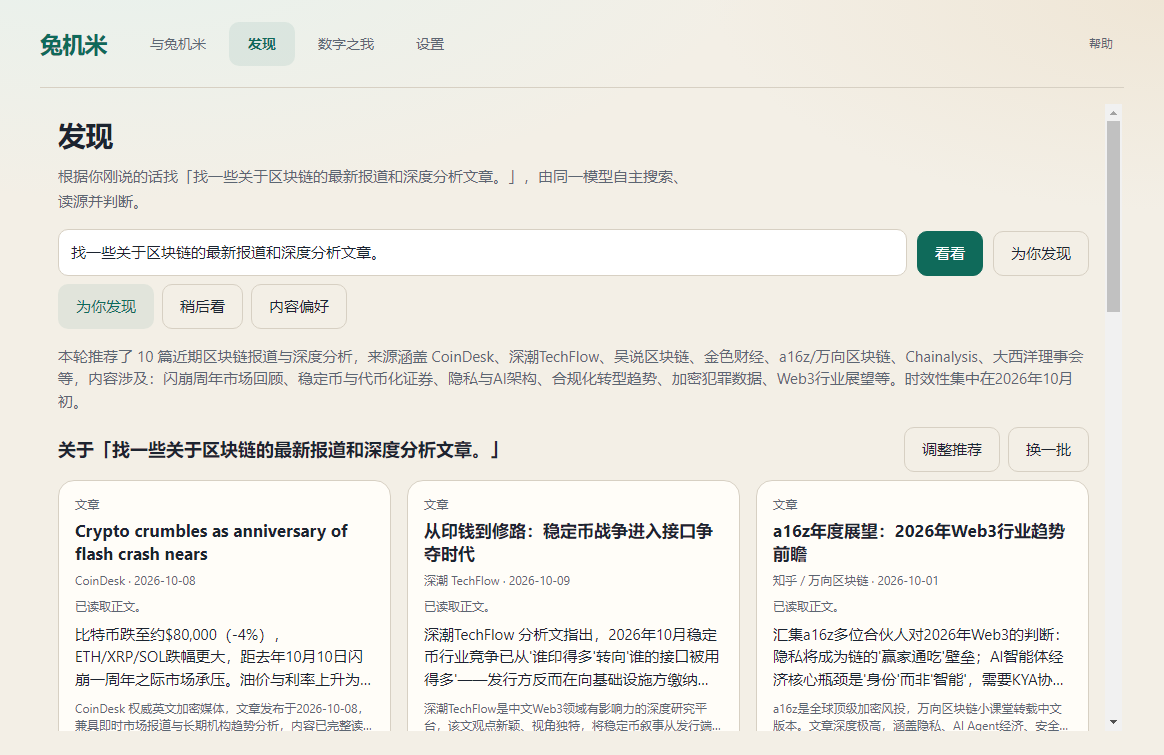 兔机米
与兔机米
发现
数字之我
设置
帮助
发现
根据你刚说的话找「找一些关于区块链的最新报道和深度分析文章。」，由同一模型自主搜索、
读源并判断。
找一些关于区块链的最新报道和深度分析文章。
看看
为你发现
为你发现
稍后看
内容偏好
本轮推荐了 10 篇近期区块链报道与深度分析，来源涵盖 CoinDesk、深潮TechFlow、吴说区块链、金色财经、a16z/万向区块链、Chainalysis、大西洋理事会
等，内容涉及：闪崩周年市场回顾、稳定币与代币化证券、隐私与AI架构、合规化转型趋势、加密犯罪数据、Web3行业展望等。时效性集中在2026年10月
初。
关于「找一些关于区块链的最新报道和深度分析文章。」
调整推荐
换一批
文章
Crypto crumbles as anniversary of
flash crash nears
CoinDesk · 2026-10-08
已读取正文。
比特币跌至约$80,000（-4%），
ETH/XRP/SOL跌幅更大，距去年10月10日闪
崩一周年之际市场承压。油价与利率上升为...
CoinDesk 权威英文加密媒体，文章发布于2026-10-08，
兼具即时市场报道与长期机构趋势分析，内容已完整读...
文章
从印钱到修路：稳定币战争进入接口争
夺时代
深潮 TechFlow · 2026-10-09
已读取正文。
深潮TechFlow 分析文指出，2026年10月稳定
币行业竞争已从'谁印得多'转向'谁的接口被用
得多'——发行方反而在向基础设施方缴纳...
深潮TechFlow是中文Web3领域有影响力的深度研究平
台，该文观点新颖、视角独特，将稳定币叙事从发行端...
文章
a16z年度展望：2026年Web3行业趋势
前瞻
知乎 / 万向区块链 · 2026-10-01
已读取正文。
汇集a16z多位合伙人对2026年Web3的判断：
隐私将成为链的'赢家通吃'壁垒；AI智能体经
济核心瓶颈是'身份'而非'智能'，需要KYA协...
a16z是全球顶级加密风投，万向区块链小课堂转载中文
版本。文章深度极高，涵盖隐私、AI Agent经济、安全...